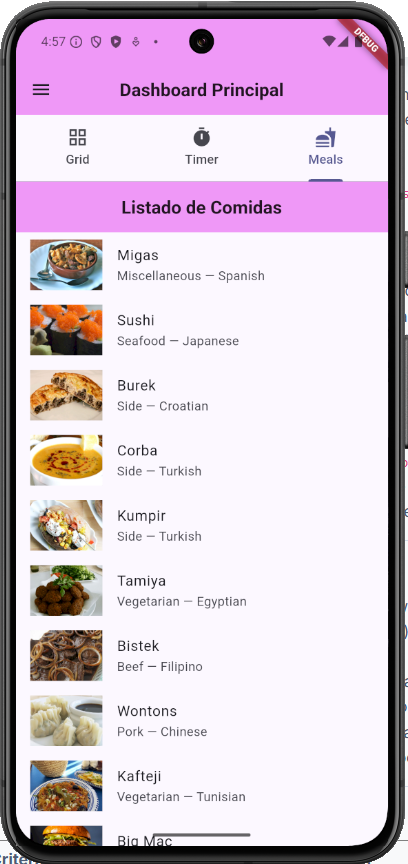 4:57
DEBUG
Dashboard Principal
Grid
Timer
Meals
Listado de Comidas
Migas
Miscellaneous — Spanish
Sushi
Seafood — Japanese
Burek
Side — Croatian
Corba
Side — Turkish
Kumpir
Side — Turkish
Tamiya
Vegetarian — Egyptian
Bistek
Beef — Filipino
Wontons
Pork — Chinese
Kafteji
Vegetarian — Tunisian
Big Mac